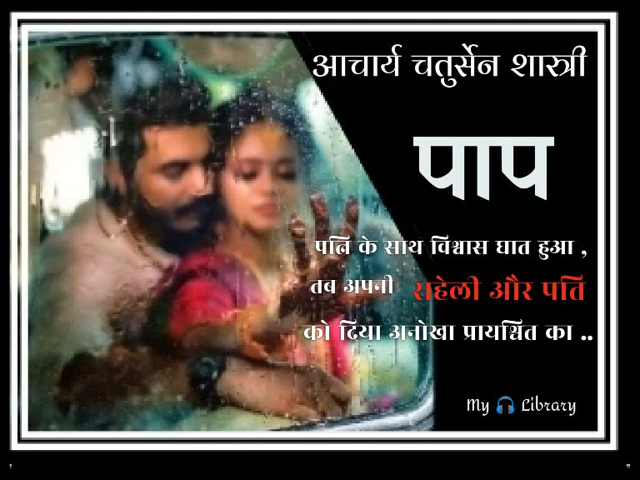 आचार्य चतुर्सेन शास्त्री
पाप
पत्नि के साथ विश्वास घात हुआ ,
तब अपनी सहेली और पति
को दिया अनोखा प्रायश्चित का ..
My Library